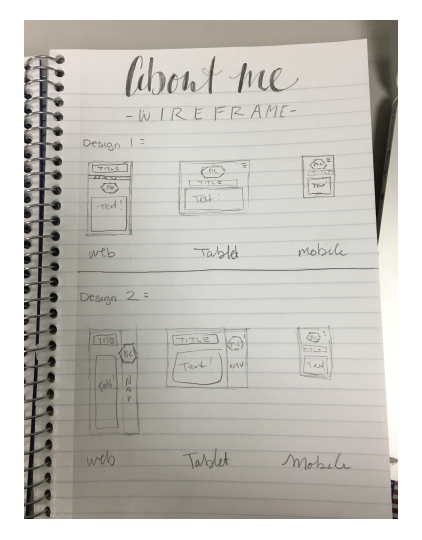 About me
-WIREFRAME-
Design 1 =
TITLE
NAV
PIC
Text
PIC
TITLE
Text
PIC
TITLE
Text
web Tablet mobile
Design 2 =
TITLE
PIC
Text
NAV
TITLE
PIC
Text
NAV
PIC
TITLE
Text
web Tablet Mobile